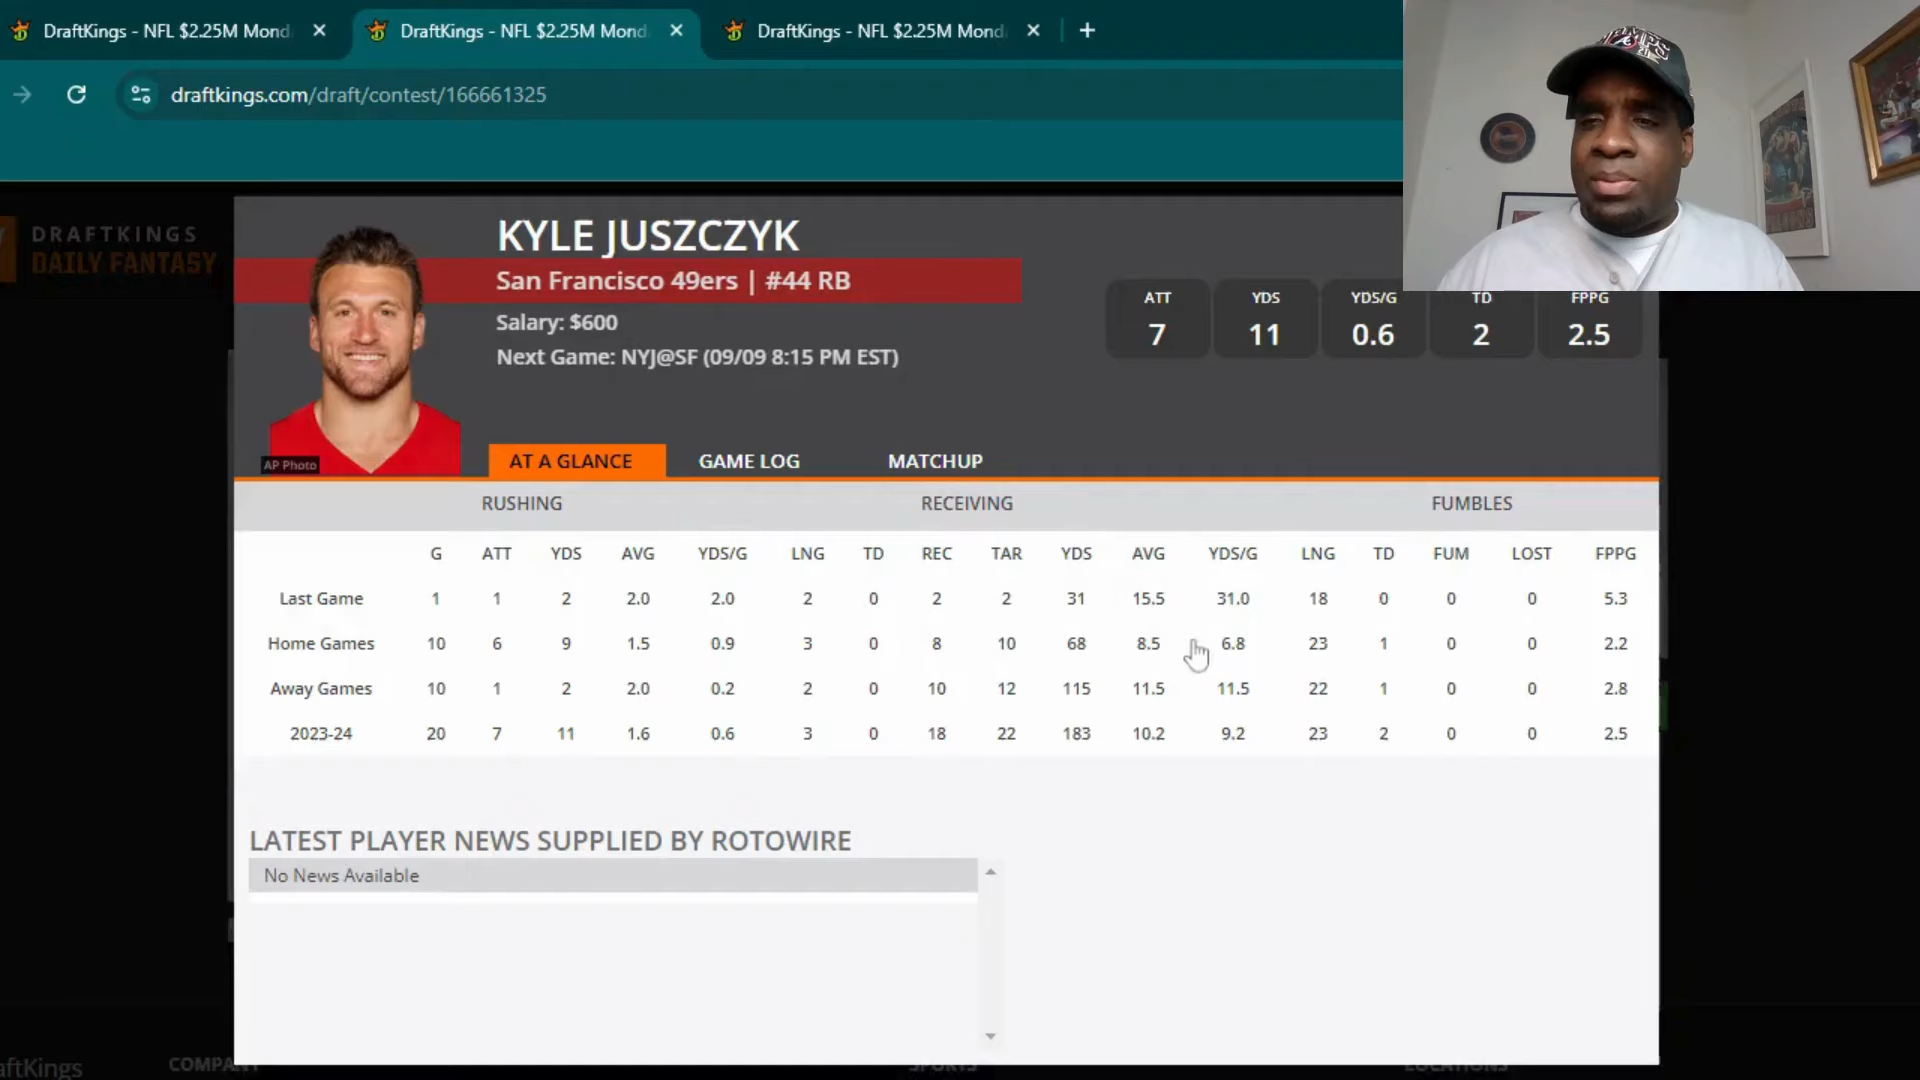 DraftKings - NFL $2.25M Mond
DraftKings - NFL $2.25M Mond
DraftKings - NFL $2.25M Mond
draftkings.com/draft/contest/166661325
DRAFTKINGS
DAILY FANTASY
KYLE JUSZCZYK
San Francisco 49ers | #44 RB
Salary: $600
Next Game: NYJ@SF (09/09 8:15 PM EST)
ATT YDS YDS/G TD FPPG
7 11 0.6 2 2.5
AP Photo
AT A GLANCE GAME LOG MATCHUP
RUSHING RECEIVING FUMBLES
G ATT YDS AVG YDS/G LNG TD REC TAR YDS AVG YDS/G LNG TD FUM LOST FPPG
Last Game 1 1 2 2.0 2.0 2 0 2 2 31 15.5 31.0 18 0 0 0 5.3
Home Games 10 6 9 1.5 0.9 3 0 8 10 68 8.5 6.8 23 1 0 0 2.2
Away Games 10 1 2 2.0 0.2 2 0 10 12 115 11.5 11.5 22 1 0 0 2.8
2023-24 20 7 11 1.6 0.6 3 0 18 22 183 10.2 9.2 23 2 0 0 2.5
LATEST PLAYER NEWS SUPPLIED BY ROTOWIRE
No News Available
aftKings COMPANY